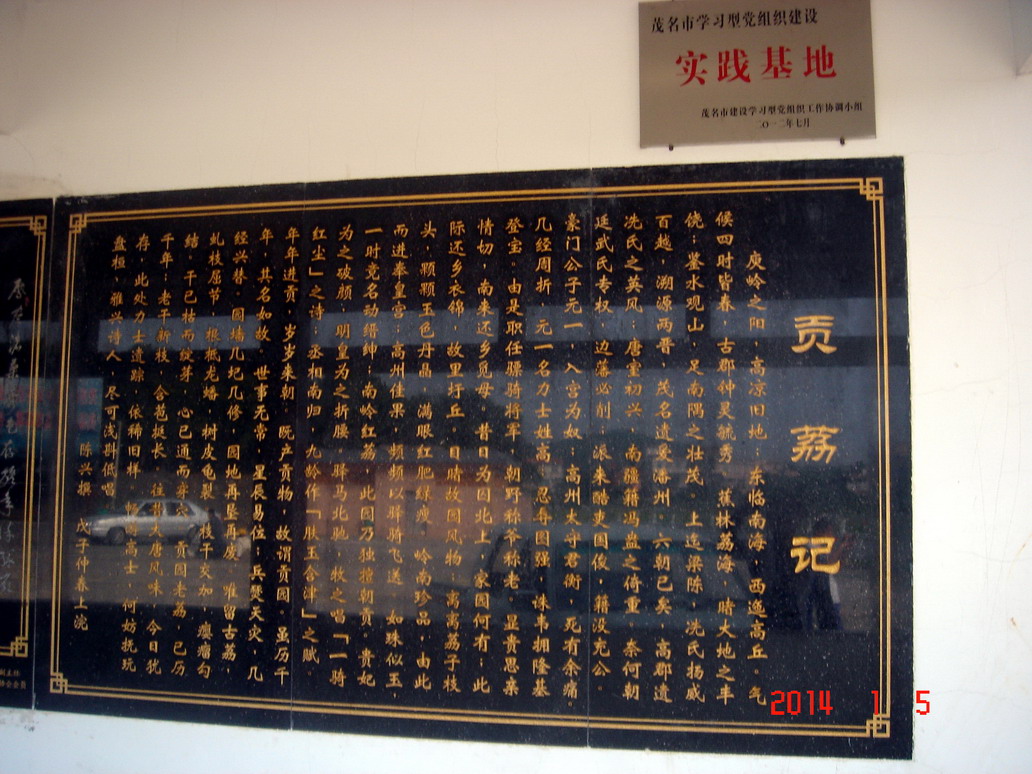 茂名市学习型党组织建设
实践基地
茂名市建设学习型党组织工作协调小组
二〇一二年七月
贡荔记
庾岭之阳，高凉旧地；东临南海，西逶高丘。气
候四时皆春，古郡钟灵毓秀。蕉林荔海，睛大地之丰
饶；鉴水观山，足南隅之壮茂。上迄梁陈，冼氏扬威
百越，溯源两晋，茂名遗爱潘州。六朝已矣，高郡遗
冼氏之英风；唐室初兴，南疆籍冯盎之倚重。奈何朝
廷武氏专权，边藩必削；派来酷吏国俊，籍没充公。
豪门公子元一，入宫为奴；高州太守君衡，死有余痛。
几经周折，元一名力士姓高，忍辱图强，诛韦拥隆基
登宝。由是职任骠骑将军，朝野称爷称老。显贵思亲
情切，南来还乡觅母。昔日为囚北上，家园何有；此
际还乡衣锦，故里圩丘。目睹故园风物；离离荔子枝
头，颗颗玉色丹晶。满眼红肥绿瘦，岭南珍品，由此
而进奉皇宫；高州佳果，频频以驿骑飞送。如珠似玉，
一时竞名动缙绅；南岭红荔，此园乃独擅朝贡。贵妃
为之破颜，明皇为之折腰，驿马北驰，牧之唱「一骑
红尘」之诗；丞相南归，九龄作「肤玉含津」之赋。
年年进贡，岁岁来朝。既产贡物，故谓贡园。虽历千
年，其名如故。世事无常，星辰易位；兵燹天灾，几
经兴替。园墙几圮几修，园地再垦再废。唯留古荔，
虬枝屈节，根柢龙蟠，树皮龟裂，枝干交加，瘿瘤勾
结。干已枯而绽芽，心已通而穿穴。贡园老荔，已历
千年；老干新枝，含苞挺长，往昔大唐风味，今日犹
存，此处力士遗踪，依稀旧样。畅询高士，何妨抚玩
盘桓，雅兴诗人，尽可浅斟低唱。
陈兴撰 戊子仲春上浣
2014 1 5